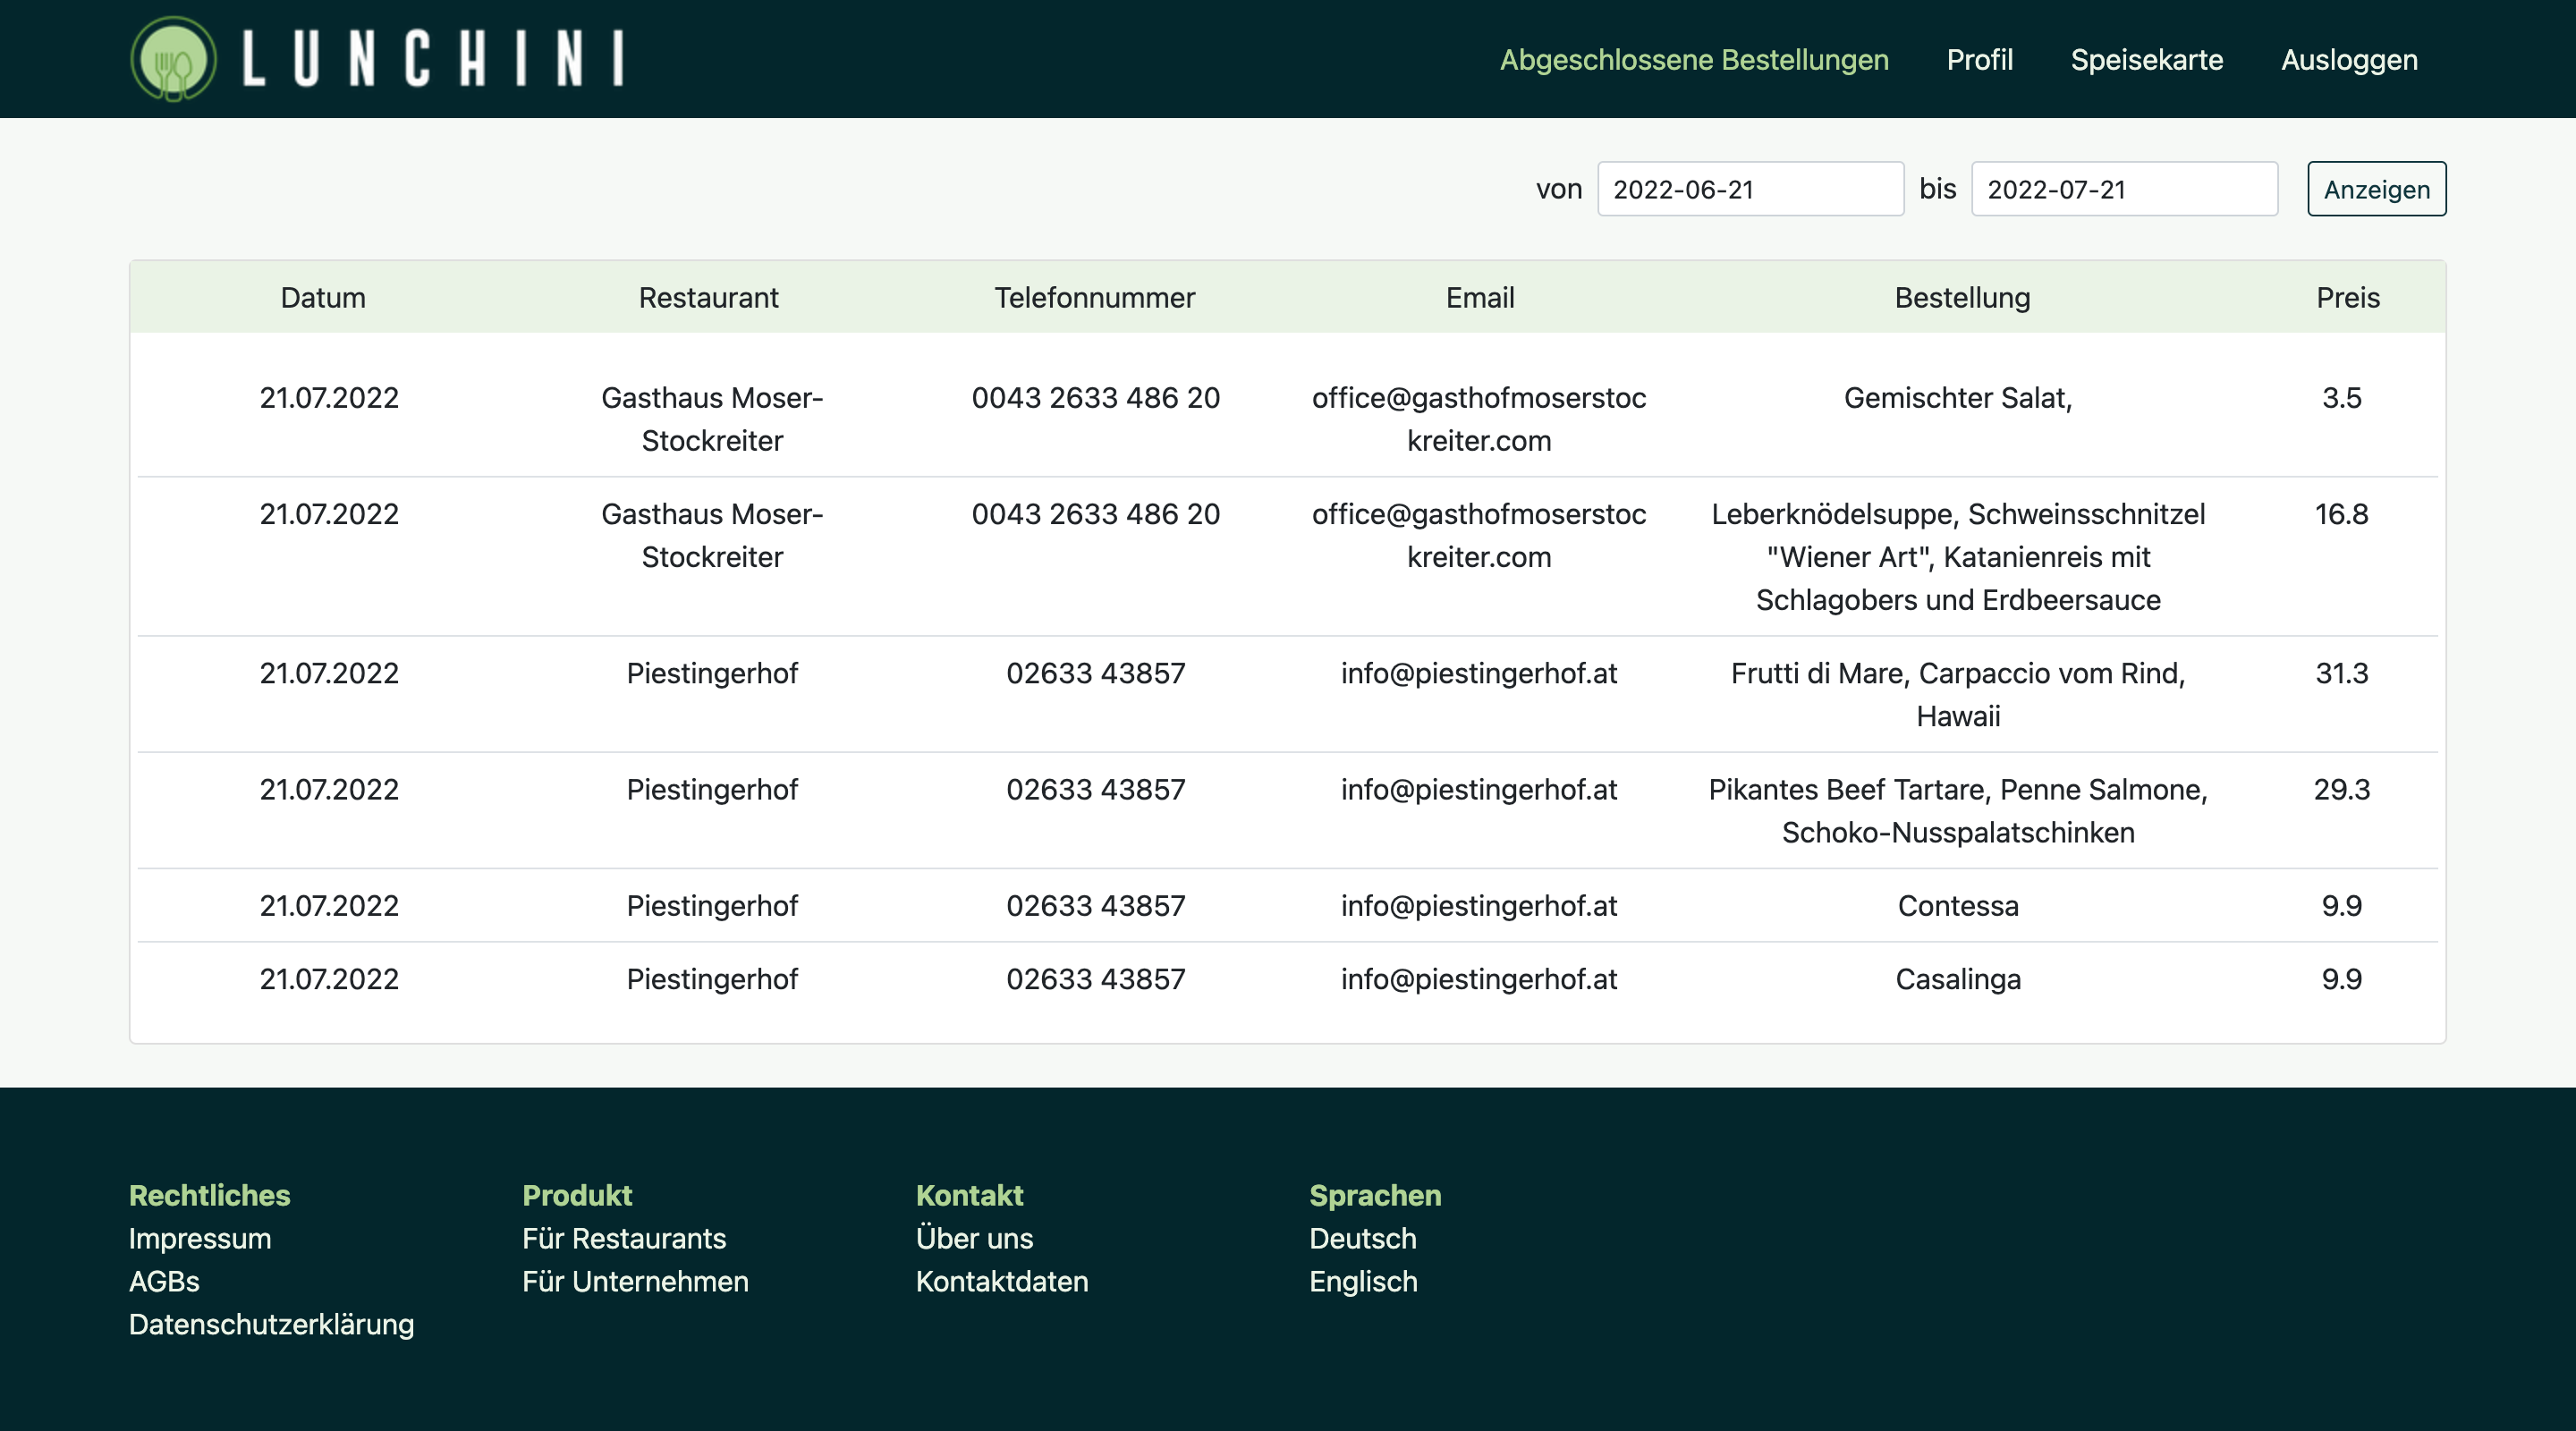 LUNCHINI
Abgeschlossene Bestellungen Profil Speisekarte Ausloggen
von 2022-06-21 bis 2022-07-21 Anzeigen
Datum Restaurant Telefonnummer Email Bestellung Preis
21.07.2022 Gasthaus Moser- 0043 2633 486 20 office@gasthofmoserstoc Gemischter Salat, 3.5
Stockreiter kreiter.com
21.07.2022 Gasthaus Moser- 0043 2633 486 20 office@gasthofmoserstoc Leberknödelsuppe, Schweinsschnitzel 16.8
Stockreiter kreiter.com "Wiener Art", Katanienreis mit
Schlagobers und Erdbeersauce
21.07.2022 Piestingerhof 02633 43857 info@piestingerhof.at Frutti di Mare, Carpaccio vom Rind, 31.3
Hawaii
21.07.2022 Piestingerhof 02633 43857 info@piestingerhof.at Pikantes Beef Tartare, Penne Salmone, 29.3
Schoko-Nusspalatschinken
21.07.2022 Piestingerhof 02633 43857 info@piestingerhof.at Contessa 9.9
21.07.2022 Piestingerhof 02633 43857 info@piestingerhof.at Casalinga 9.9
Rechtliches Produkt Kontakt Sprachen
Impressum Für Restaurants Über uns Deutsch
AGBs Für Unternehmen Kontaktdaten Englisch
Datenschutzerklärung